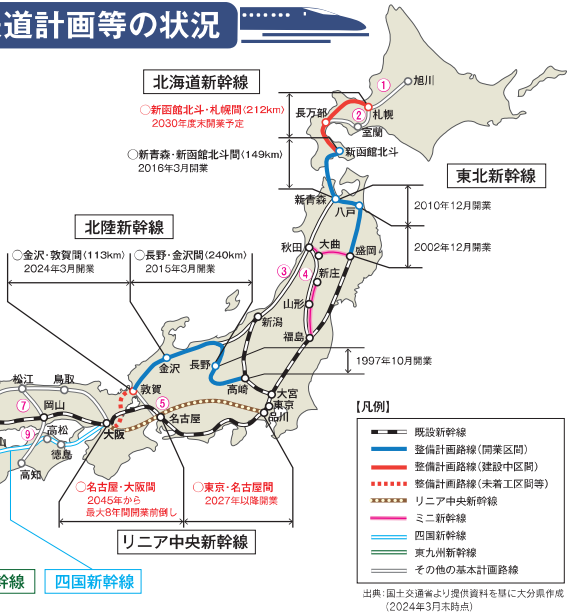 道計画等の状況
北海道新幹線
○新函館北斗・札幌間(212km)
2030年度末開業予定
○新青森・新函館北斗間(149km)
2016年3月開業
①
旭川
長万部
②
札幌
室蘭
新函館北斗
東北新幹線
新青森
八戸
2010年12月開業
2002年12月開業
北陸新幹線
○金沢・敦賀間(113km)
2024年3月開業
○長野・金沢間(240km)
2015年3月開業
秋田
大曲
盛岡
③
④
新庄
山形
福島
新潟
金沢
長野
1997年10月開業
高崎
松江
鳥取
敦賀
大宮
東京
品川
⑦
岡山
⑤
名古屋
大阪
山
⑨
高松
徳島
高知
○名古屋・大阪間
2045年から
最大8年間開業前倒し
○東京・名古屋間
2027年以降開業
リニア中央新幹線
幹線
四国新幹線
【凡例】
既設新幹線
整備計画路線(開業区間)
整備計画路線(建設中区間)
整備計画路線(未着工区間等)
リニア中央新幹線
ミニ新幹線
四国新幹線
東九州新幹線
その他の基本計画路線
出典:国土交通省より提供資料を基に大分県作成
(2024年3月末時点)